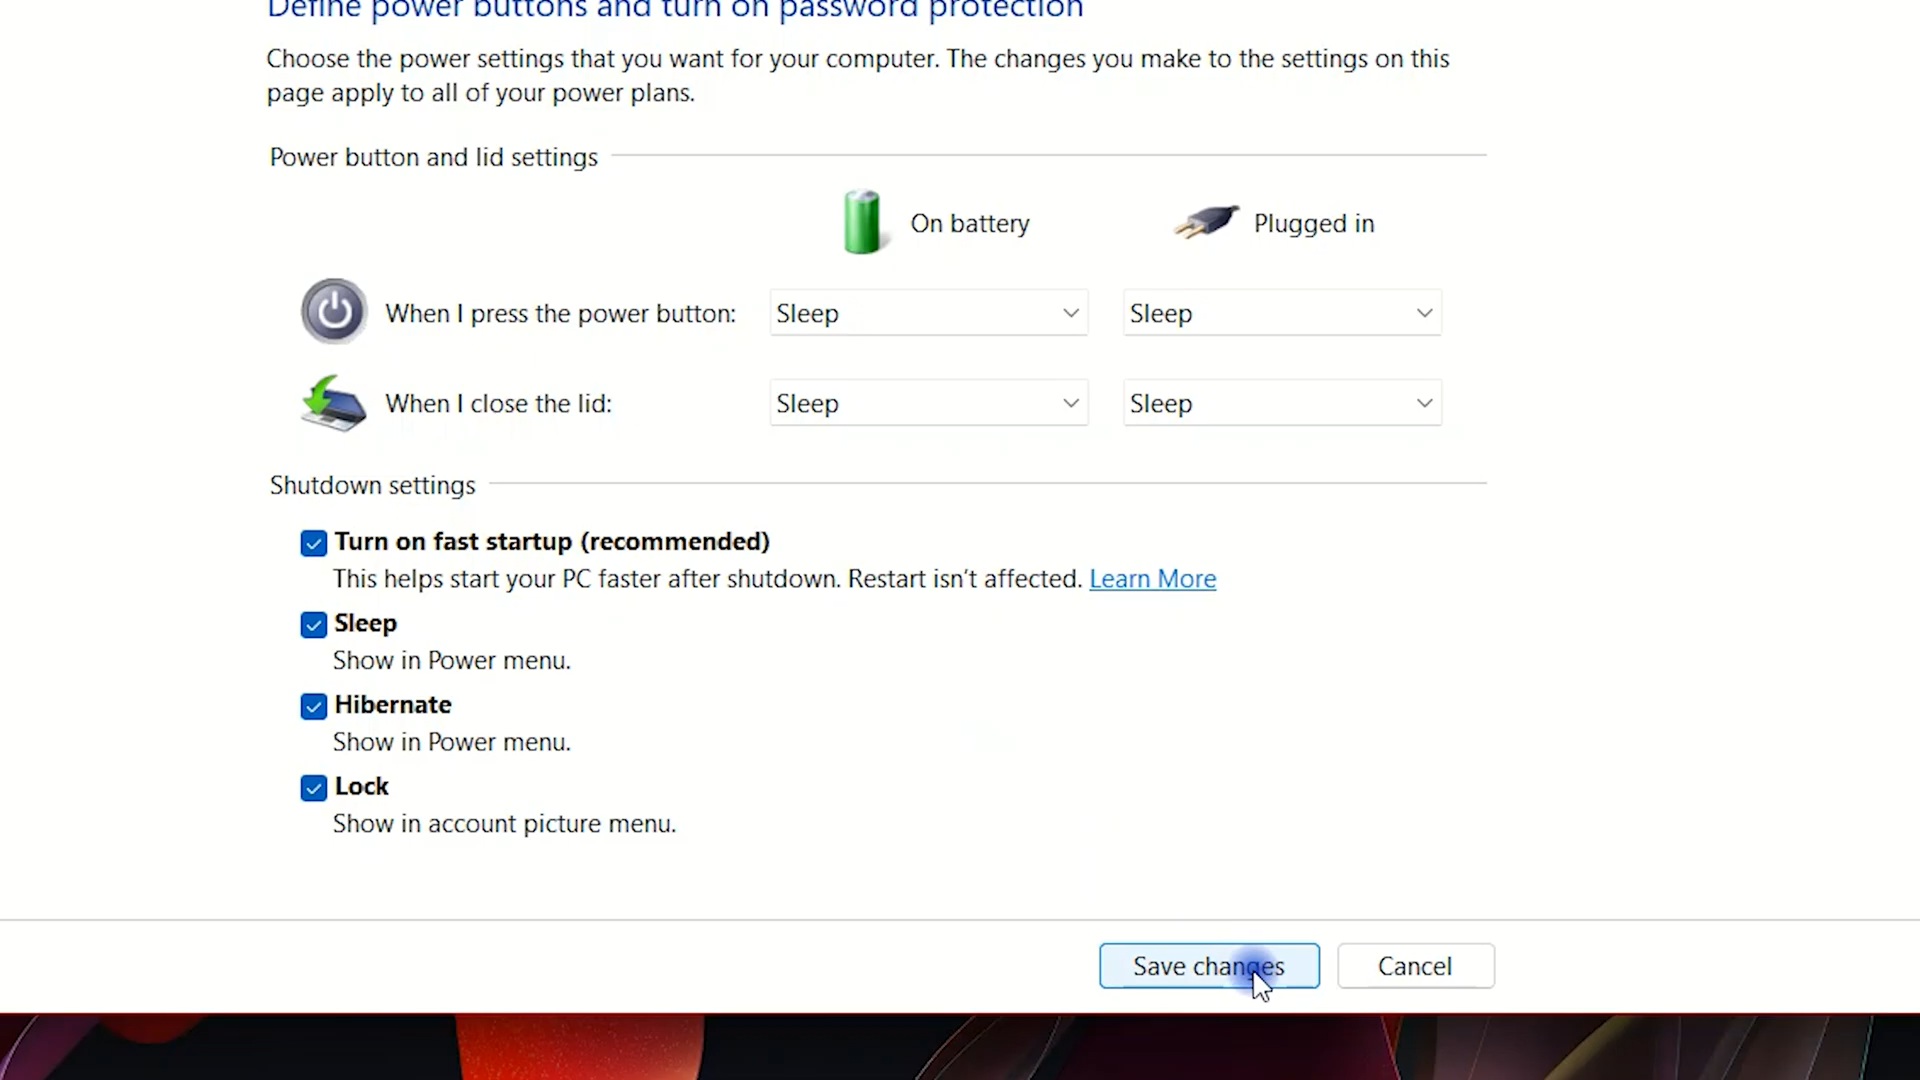 Define power buttons and turn on password protection
Choose the power settings that you want for your computer. The changes you make to the settings on this
page apply to all of your power plans.
Power button and lid settings
On battery
Plugged in
When I press the power button:
Sleep
Sleep
When I close the lid:
Sleep
Sleep
Shutdown settings
Turn on fast startup (recommended)
This helps start your PC faster after shutdown. Restart isn't affected. Learn More
Sleep
Show in Power menu.
Hibernate
Show in Power menu.
Lock
Show in account picture menu.
Save changes
Cancel